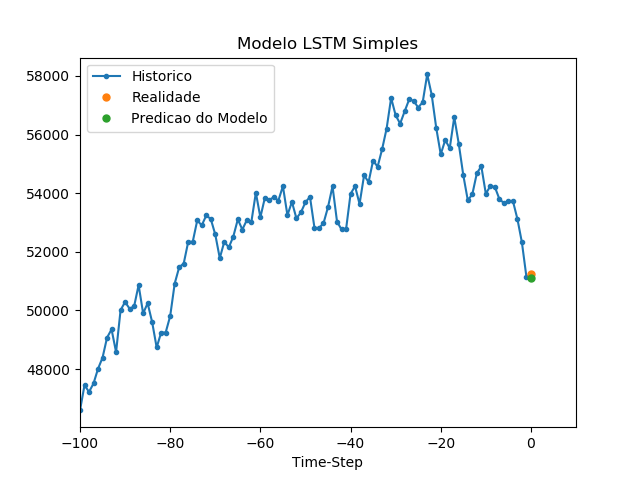 Modelo LSTM Simples
58000
56000
54000
52000
50000
48000
Historico
Realidade
Predicao do Modelo
−100
−80
−60
−40
−20
0
Time-Step